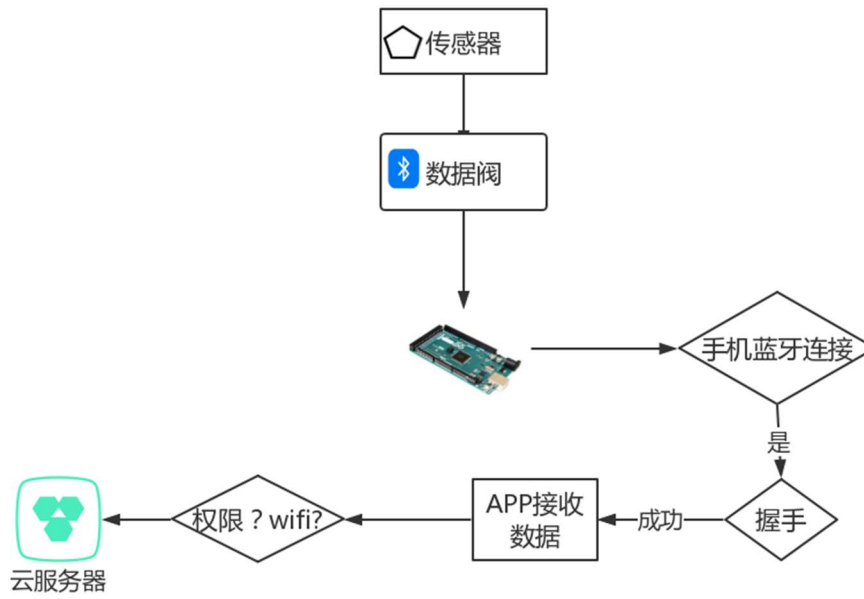 传感器
数据阀
手机蓝牙连接
是
握手
成功
APP接收
数据
权限？wifi?
云服务器